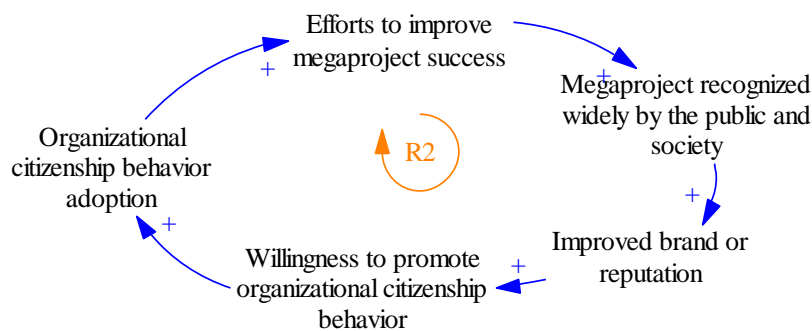 Efforts to improve
megaproject success
+
+
Megaproject recognized
widely by the public and
society
Organizational
citizenship behavior
adoption
R2
+
+
Improved brand or
reputation
Willingness to promote
organizational citizenship
behavior
+